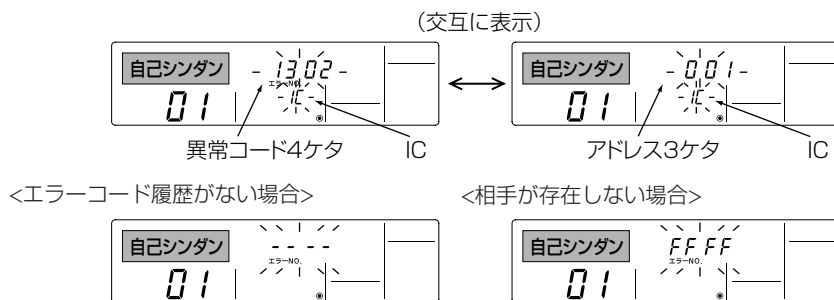 (交互に表示)
自己シンダン
1302
エラーNO.
IC
01
異常コード4ケタ
IC
自己シンダン
001
IC
01
アドレス3ケタ
IC
<エラーコード履歴がない場合>
<相手が存在しない場合>
自己シンダン
----
エラーNO.
01
自己シンダン
FFFF
エラーNO.
01